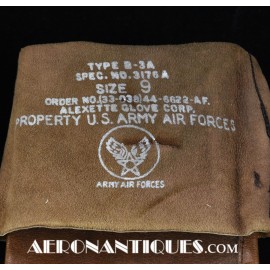 TYPE B-3A
SPEC. NO. 3176A
SIZE 9
ORDER NO.(33-038)44-6622-AF.
ALEXETTE GLOVE CORP.
PROPERTY U.S. ARMY AIR FORCES
ARMY AIR FORCES
AERONANTIQUES.COM